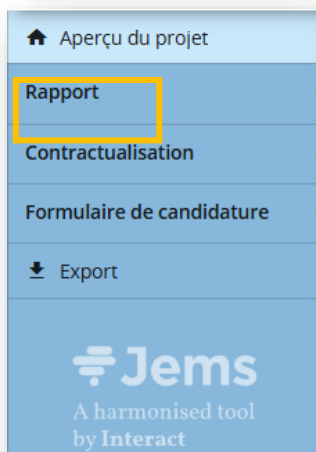 Aperçu du projet
Rapport
Contractualisation
Formulaire de candidature
Export
Jems
A harmonised tool
by Interact